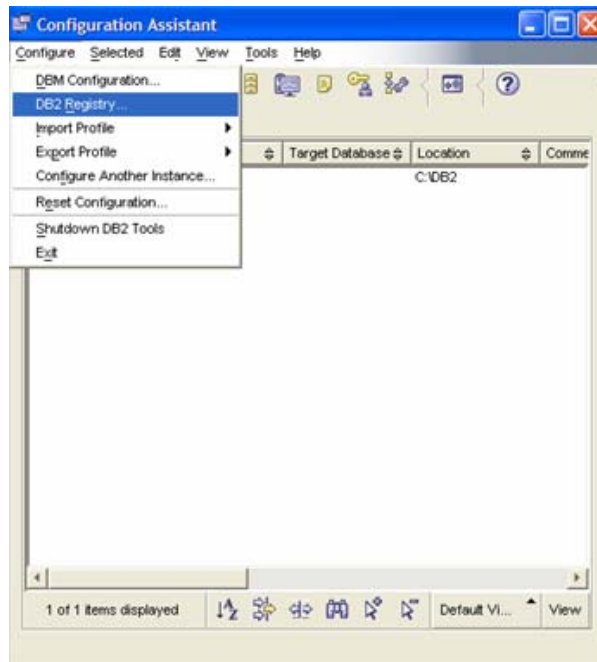 Configuration Assistant
Configure Selected Edit View Tools Help
DBM Configuration...
DB2 Registry...
Import Profile
Export Profile
Configure Another Instance...
Reset Configuration...
Shutdown DB2 Tools
Exit
Target Database Location Comme
C:\DB2
1 of 1 items displayed Default Vi... View